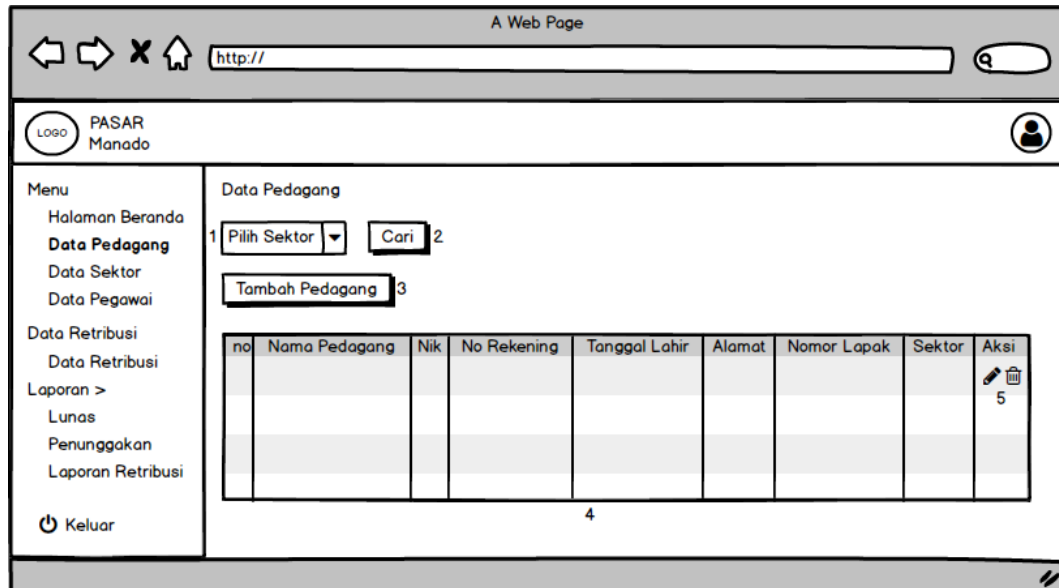 A Web Page
http://
LOGO
PASAR
Manado
Menu
Halaman Beranda
Data Pedagang
Data Sektor
Data Pegawai
Data Retribusi
Data Retribusi
Laporan >
Lunas
Penunggakan
Laporan Retribusi
Keluar
Data Pedagang
1 Pilih Sektor Cari 2
Tambah Pedagang 3
no Nama Pedagang Nik No Rekening Tanggal Lahir Alamat Nomor Lapak Sektor Aksi
5
4